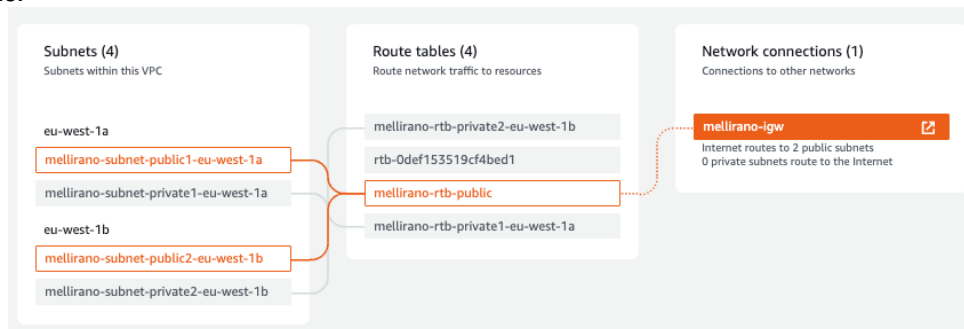 Subnets (4)
Subnets within this VPC
eu-west-1a
mellirano-subnet-public1-eu-west-1a
mellirano-subnet-private1-eu-west-1a
eu-west-1b
mellirano-subnet-public2-eu-west-1b
mellirano-subnet-private2-eu-west-1b
Route tables (4)
Route network traffic to resources
mellirano-rtb-private2-eu-west-1b
rtb-0def153519cf4bed1
mellirano-rtb-public
mellirano-rtb-private1-eu-west-1a
Network connections (1)
Connections to other networks
mellirano-igw
Internet routes to 2 public subnets
0 private subnets route to the Internet